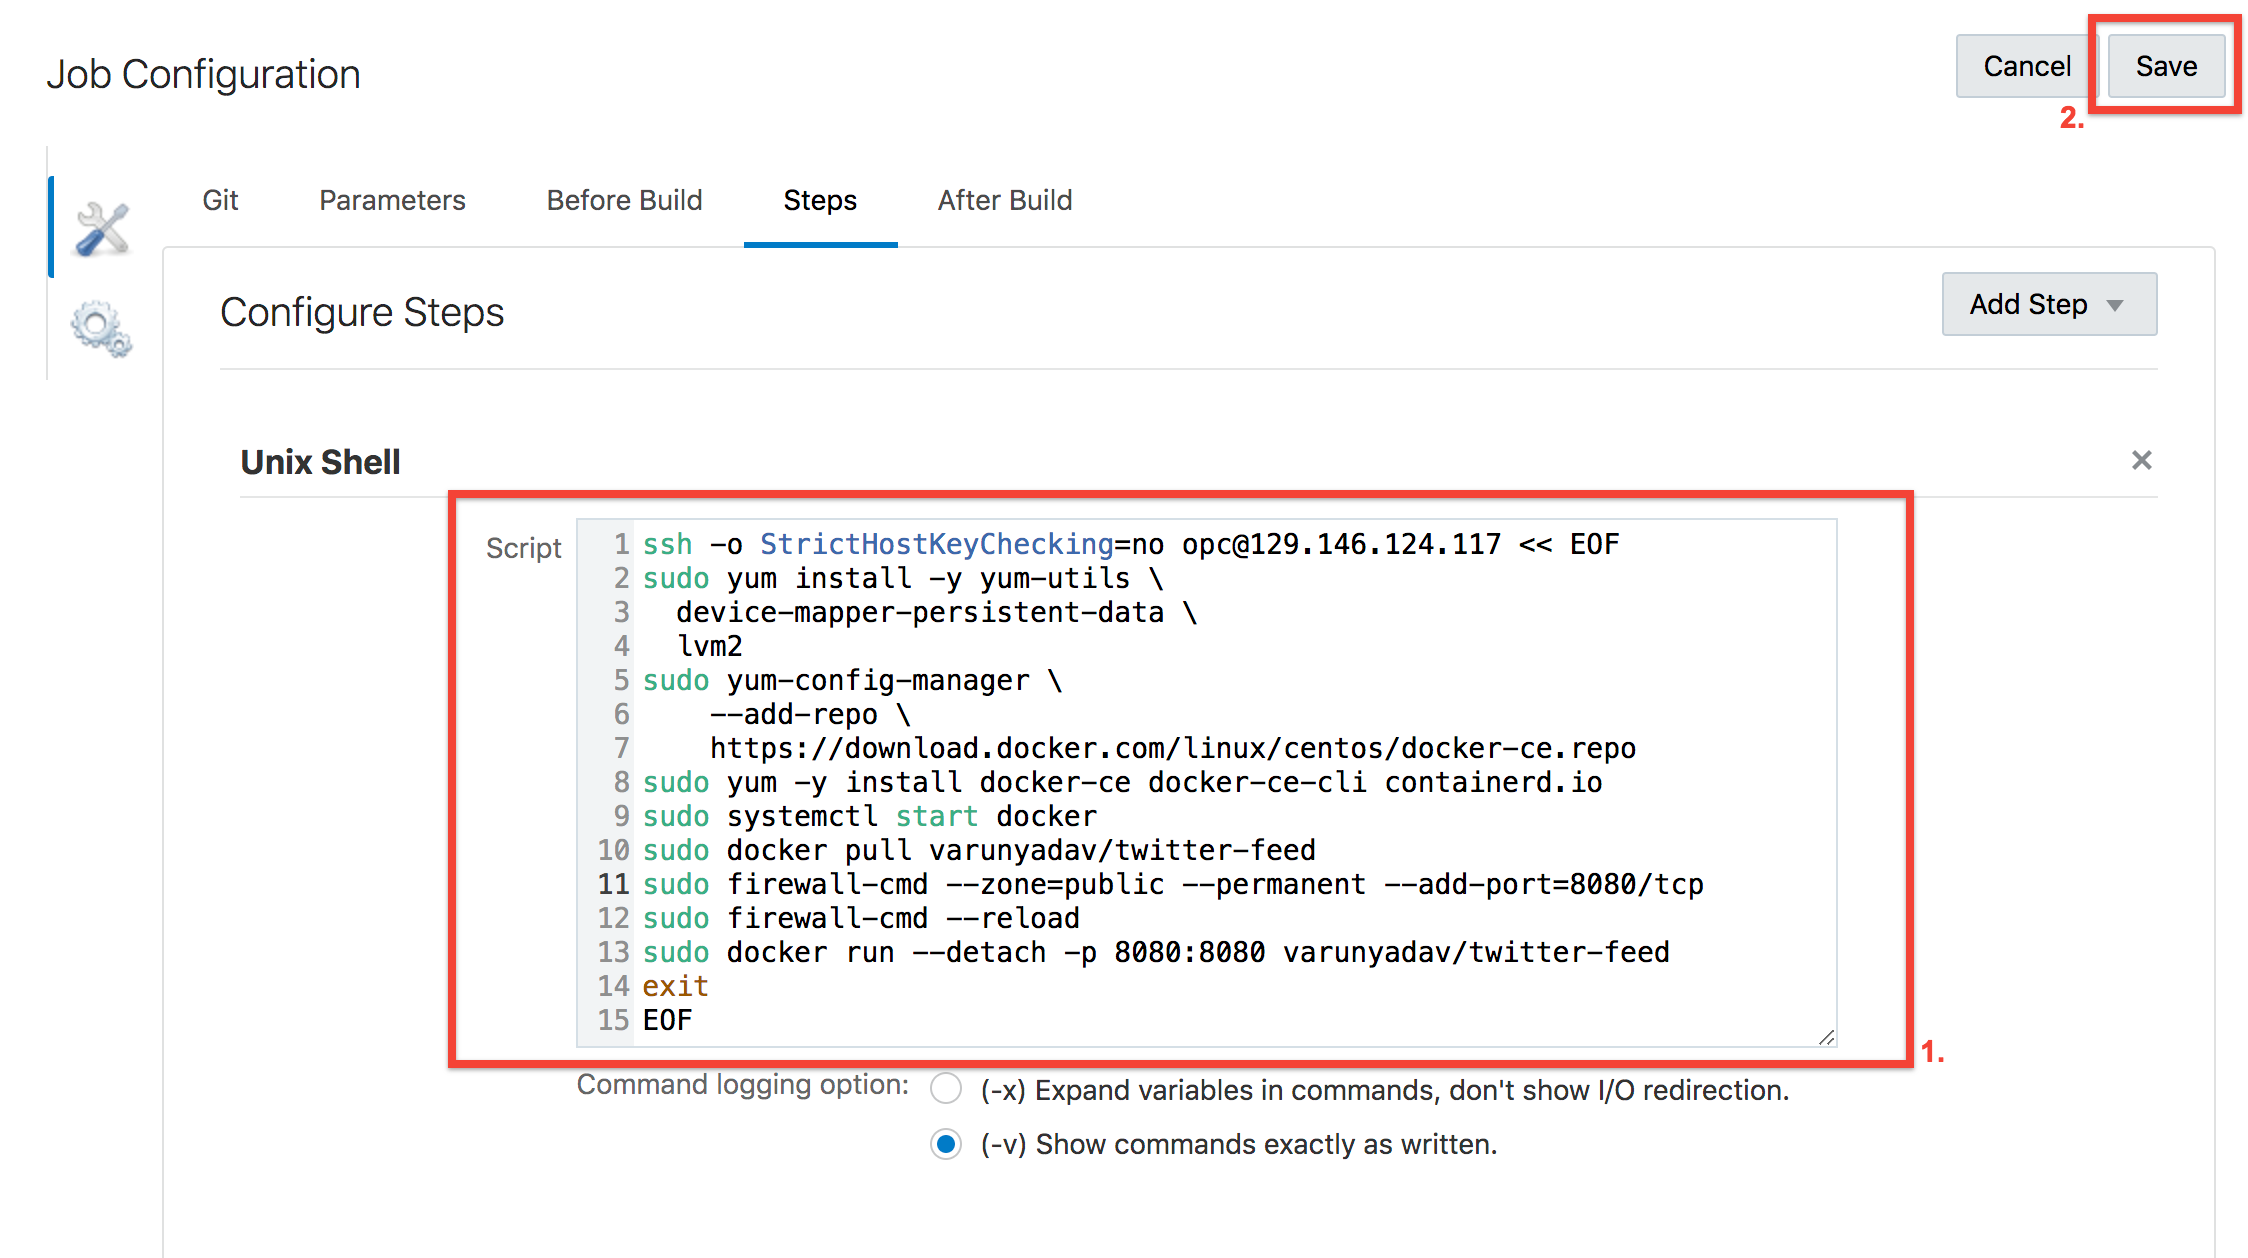 Job Configuration
Cancel
Save
2.
Git
Parameters
Before Build
Steps
After Build
Configure Steps
Add Step
Unix Shell
Script
1 ssh -o StrictHostKeyChecking=no opc@129.146.124.117 << EOF
2 sudo yum install -y yum-utils \
3   device-mapper-persistent-data \
4   lvm2
5 sudo yum-config-manager \
6     --add-repo \
7     https://download.docker.com/linux/centos/docker-ce.repo
8 sudo yum -y install docker-ce docker-ce-cli containerd.io
9 sudo systemctl start docker
10 sudo docker pull varunyadav/twitter-feed
11 sudo firewall-cmd --zone=public --permanent --add-port=8080/tcp
12 sudo firewall-cmd --reload
13 sudo docker run --detach -p 8080:8080 varunyadav/twitter-feed
14 exit
15 EOF
1.
Command logging option:
(-x) Expand variables in commands, don't show I/O redirection.
(-v) Show commands exactly as written.